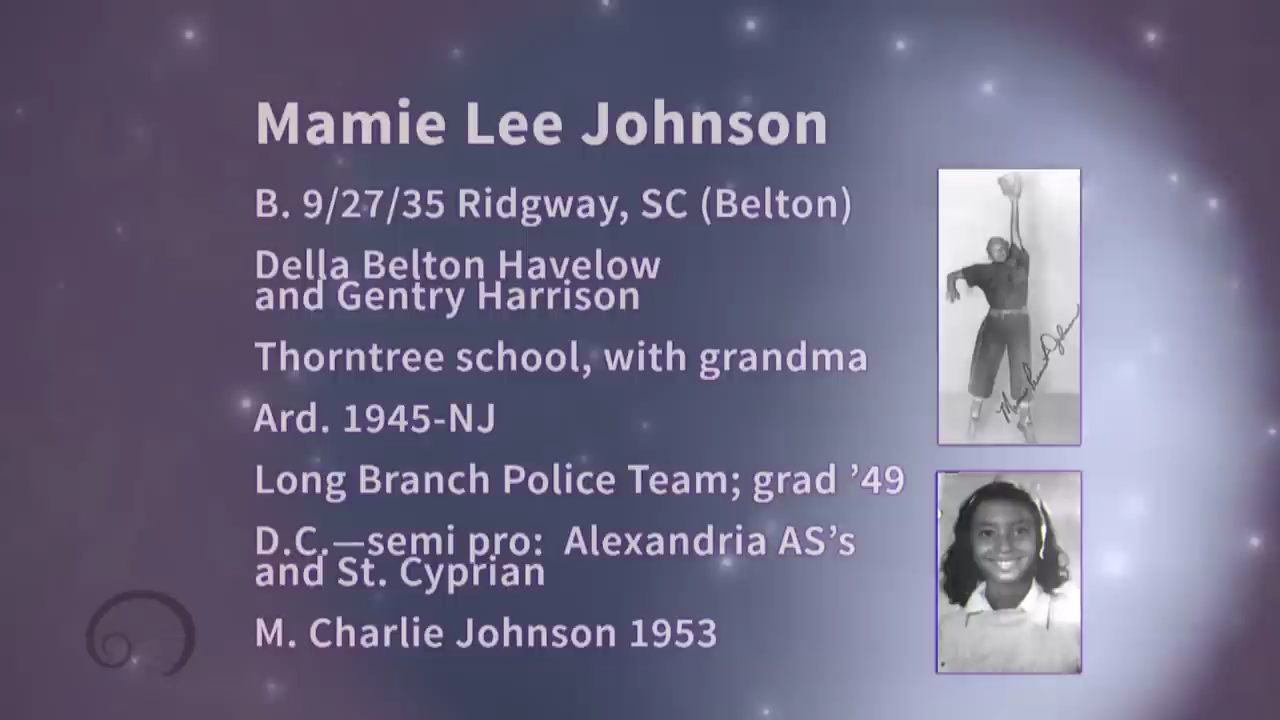 Mamie Lee Johnson
B. 9/27/35 Ridgway, SC (Belton)
Della Belton Havelow
and Gentry Harrison
Thorntree school, with grandma
Ard. 1945-NJ
Long Branch Police Team; grad ’49
D.C.—semi pro:  Alexandria AS’s
and St. Cyprian
M. Charlie Johnson 1953